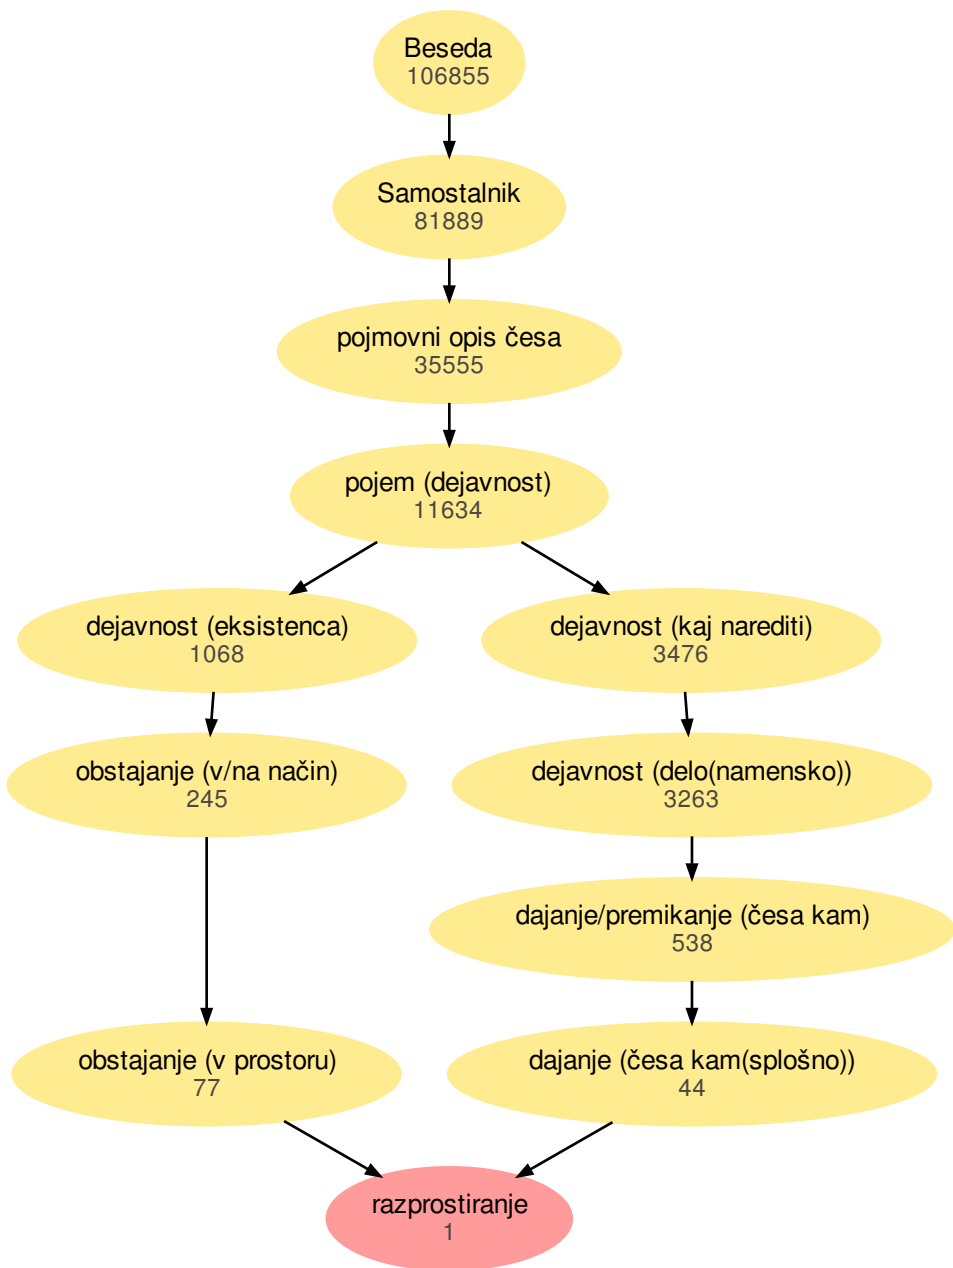 Beseda
106855
Samostalnik
81889
pojmovni opis česa
35555
pojem (dejavnost)
11634
dejavnost (eksistenca)
1068
dejavnost (kaj narediti)
3476
obstajanje (v/na način)
245
dejavnost (delo(namensko))
3263
dajanje/premikanje (česa kam)
538
obstajanje (v prostoru)
77
dajanje (česa kam(splošno))
44
razprostiranje
1